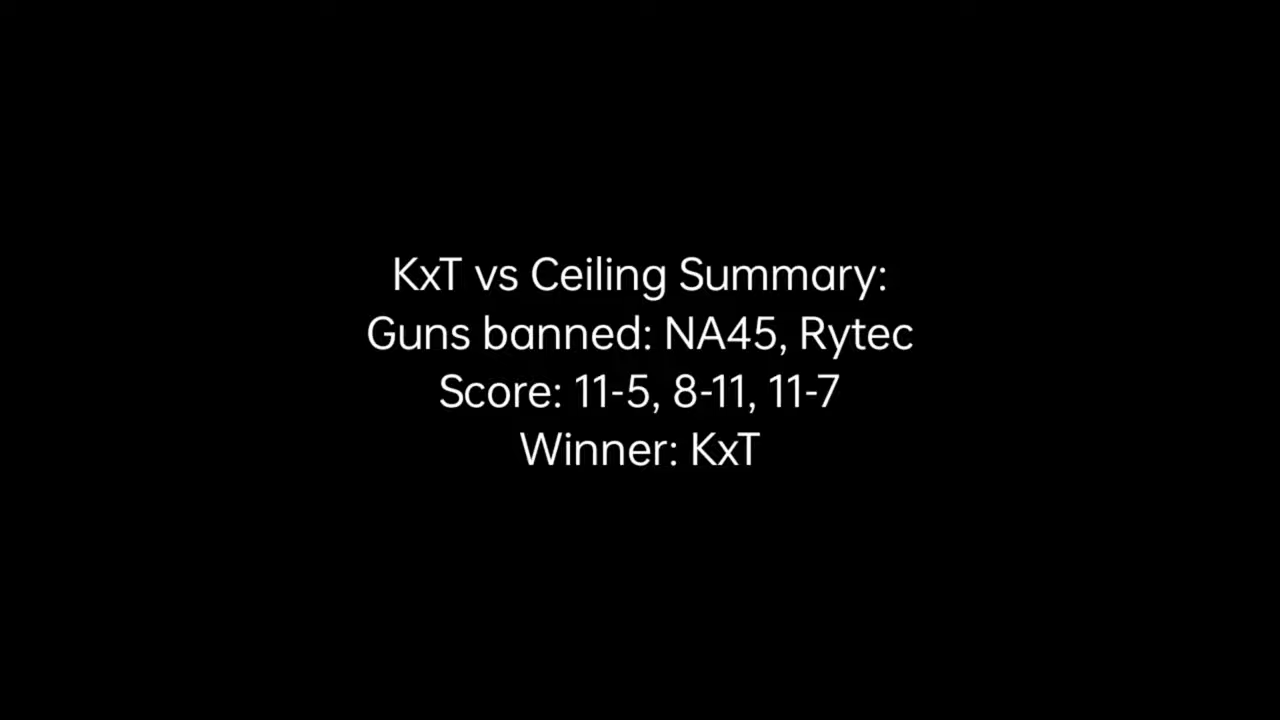 KxT vs Ceiling Summary:
Guns banned: NA45, Rytec
Score: 11-5, 8-11, 11-7
Winner: KxT